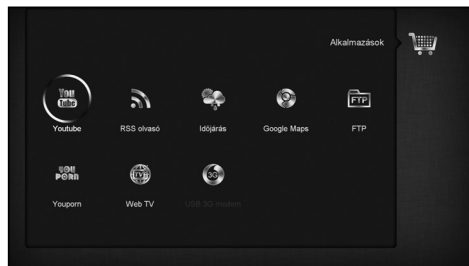 Alkalmazások
You
Tube
FTP
Youtube
RSS olvasó
Időjárás
Google Maps
FTP
YOU
PORN
TV
3G
Youporn
Web TV
USB 3G modem